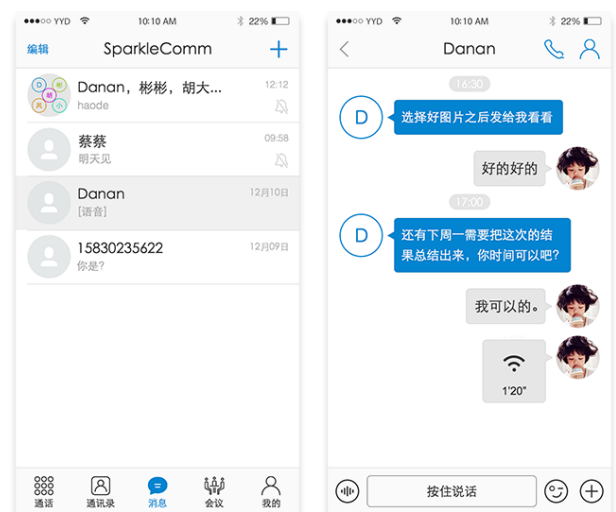 YYD 10:10 AM 22%
编辑 SparkleComm
Danan，彬彬，胡大... 12:12
D 彬 胡 凤 小
haode
蔡蔡 09:58
明天见
Danan 12月10日
[语音]
15830235622 12月09日
你是?
通话 通讯录 消息 会议 我的
YYD 10:10 AM 22%
Danan
16:30
D 选择好图片之后发给我看看
好的好的
17:00
D 还有下周一需要把这次的结
果总结出来，你时间可以吧?
我可以的。
1'20"
按住说话